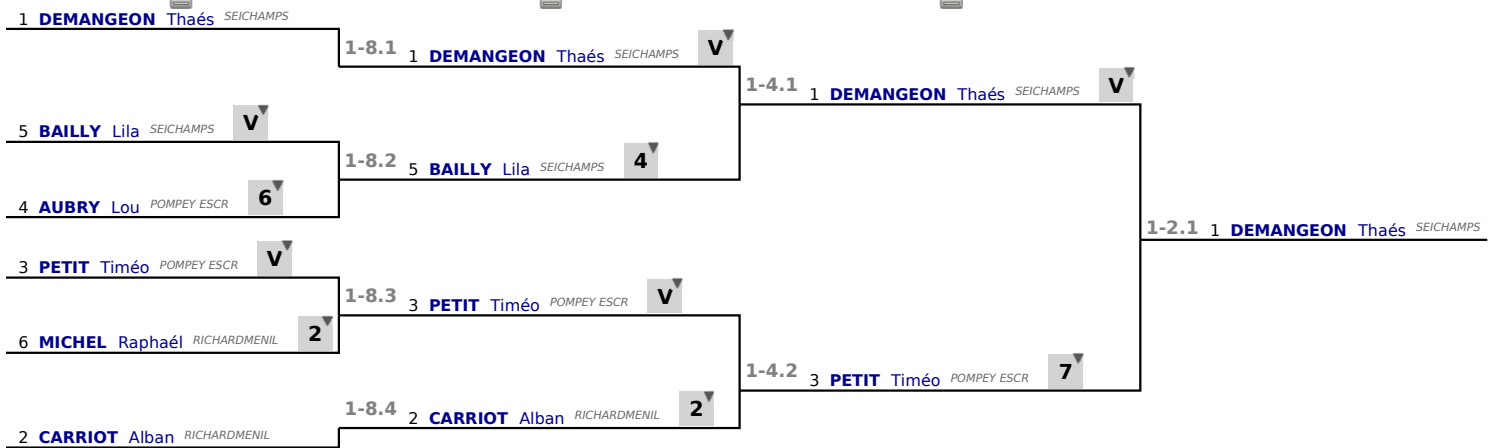 1 DEMANGEON Thaés SEICHAMPS
5 BAILLY Lila SEICHAMPS V
4 AUBRY Lou POMPEY ESCR 6
3 PETIT Timéo POMPEY ESCR V
6 MICHEL Raphaél RICHARDMENIL 2
2 CARRIOT Alban RICHARDMENIL
1-8.1 1 DEMANGEON Thaés SEICHAMPS V
1-8.2 5 BAILLY Lila SEICHAMPS 4
1-8.3 3 PETIT Timéo POMPEY ESCR V
1-8.4 2 CARRIOT Alban RICHARDMENIL 2
1-4.1 1 DEMANGEON Thaés SEICHAMPS V
1-4.2 3 PETIT Timéo POMPEY ESCR 7
1-2.1 1 DEMANGEON Thaés SEICHAMPS